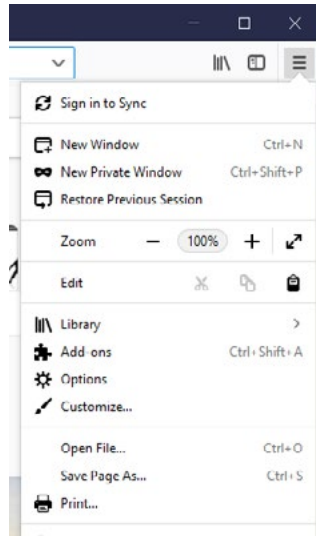 Sign in to Sync
New Window Ctrl+N
New Private Window Ctrl+Shift+P
Restore Previous Session
Zoom − 100% +
Edit
Library >
Add-ons Ctrl+Shift+A
Options
Customize...
Open File... Ctrl+O
Save Page As... Ctrl+S
Print...